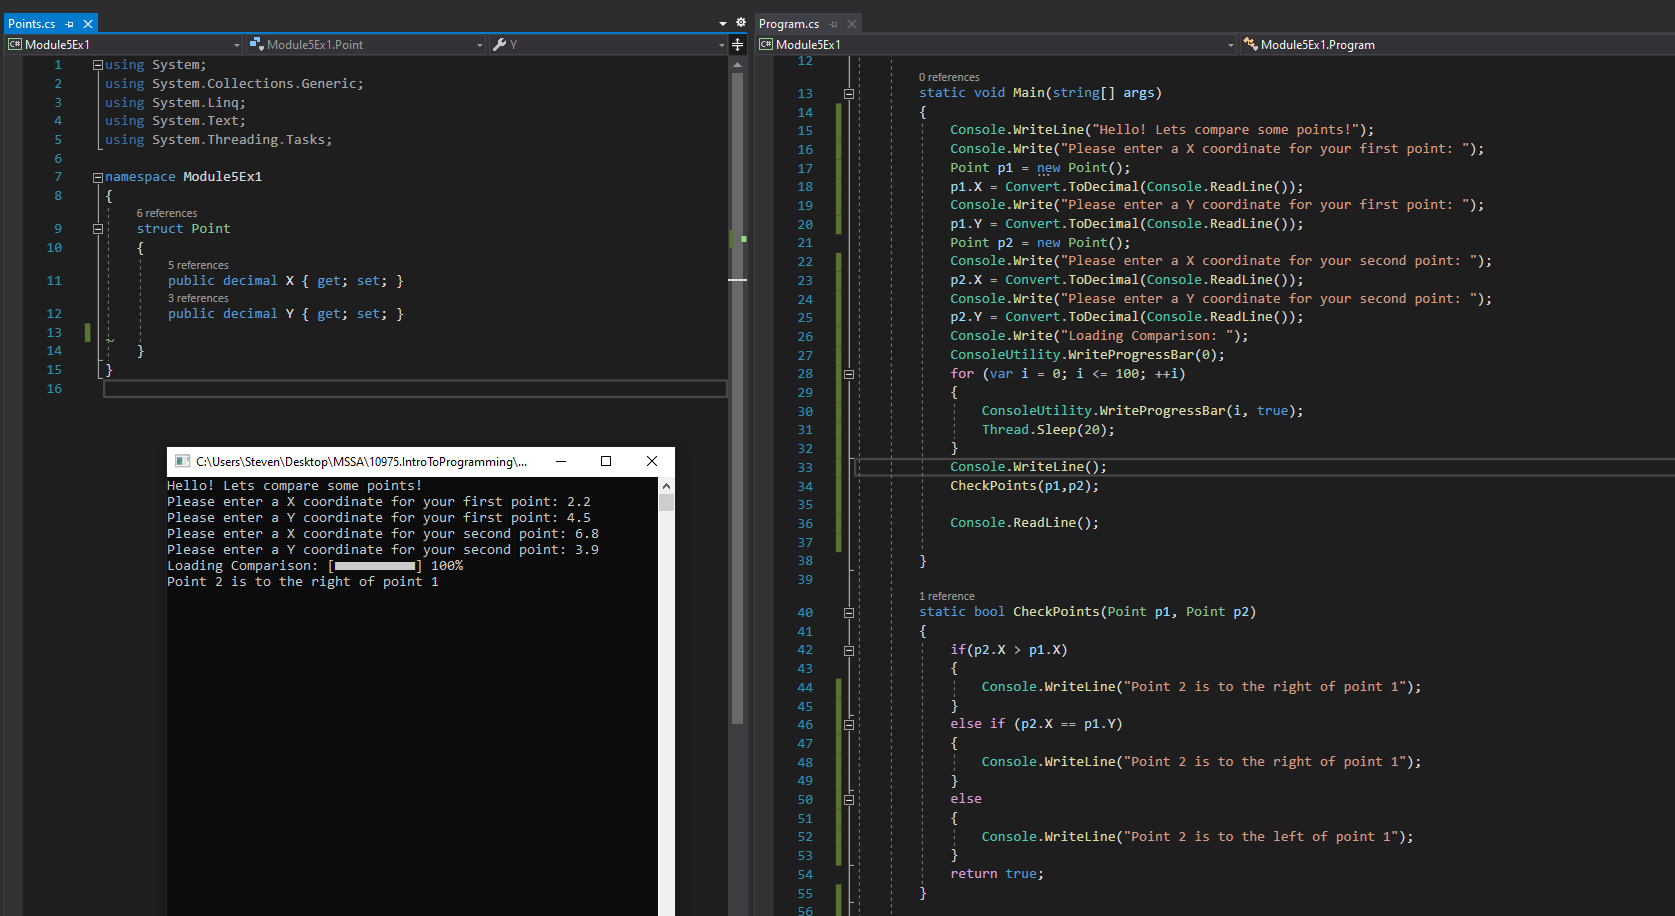 Points.cs
Module5Ex1
Module5Ex1.Point
Y
1 using System;
2 using System.Collections.Generic;
3 using System.Linq;
4 using System.Text;
5 using System.Threading.Tasks;
6
7 namespace Module5Ex1
8 {
6 references
9 struct Point
10 {
5 references
11 public decimal X { get; set; }
3 references
12 public decimal Y { get; set; }
13
14 }
15 }
16
C:\Users\Steven\Desktop\MSSA\10975.IntroToProgramming\...
Hello! Lets compare some points!
Please enter a X coordinate for your first point: 2.2
Please enter a Y coordinate for your first point: 4.5
Please enter a X coordinate for your second point: 6.8
Please enter a Y coordinate for your second point: 3.9
Loading Comparison: [■■■■■■■■■■] 100%
Point 2 is to the right of point 1
Program.cs
C# Module5Ex1
Module5Ex1.Program
12
0 references
13 static void Main(string[] args)
14 {
15 Console.WriteLine("Hello! Lets compare some points!");
16 Console.Write("Please enter a X coordinate for your first point: ");
17 Point p1 = new Point();
18 p1.X = Convert.ToDecimal(Console.ReadLine());
19 Console.Write("Please enter a Y coordinate for your first point: ");
20 p1.Y = Convert.ToDecimal(Console.ReadLine());
21 Point p2 = new Point();
22 Console.Write("Please enter a X coordinate for your second point: ");
23 p2.X = Convert.ToDecimal(Console.ReadLine());
24 Console.Write("Please enter a Y coordinate for your second point: ");
25 p2.Y = Convert.ToDecimal(Console.ReadLine());
26 Console.Write("Loading Comparison: ");
27 ConsoleUtility.WriteProgressBar(0);
28 for (var i = 0; i <= 100; ++i)
29 {
30 ConsoleUtility.WriteProgressBar(i, true);
31 Thread.Sleep(20);
32 }
33 Console.WriteLine();
34 CheckPoints(p1,p2);
35
36 Console.ReadLine();
37
38 }
39
1 reference
40 static bool CheckPoints(Point p1, Point p2)
41 {
42 if(p2.X > p1.X)
43 {
44 Console.WriteLine("Point 2 is to the right of point 1");
45 }
46 else if (p2.X == p1.Y)
47 {
48 Console.WriteLine("Point 2 is to the right of point 1");
49 }
50 else
51 {
52 Console.WriteLine("Point 2 is to the left of point 1");
53 }
54 return true;
55 }
56